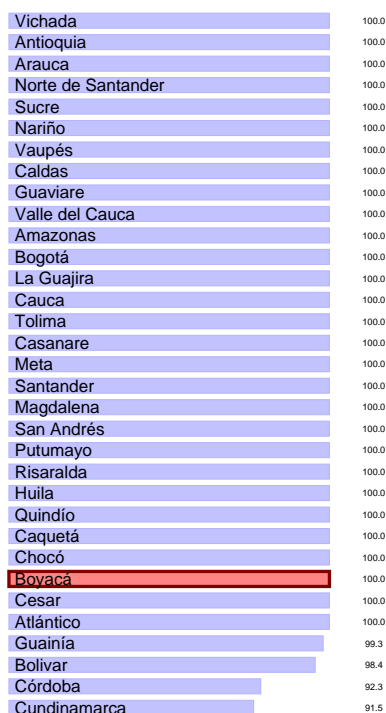 Vichada 100.0
Antioquia 100.0
Arauca 100.0
Norte de Santander 100.0
Sucre 100.0
Nariño 100.0
Vaupés 100.0
Caldas 100.0
Guaviare 100.0
Valle del Cauca 100.0
Amazonas 100.0
Bogotá 100.0
La Guajira 100.0
Cauca 100.0
Tolima 100.0
Casanare 100.0
Meta 100.0
Santander 100.0
Magdalena 100.0
San Andrés 100.0
Putumayo 100.0
Risaralda 100.0
Huila 100.0
Quindío 100.0
Caquetá 100.0
Chocó 100.0
Boyacá 100.0
Cesar 100.0
Atlántico 100.0
Guainía 99.3
Bolivar 98.4
Córdoba 92.3
Cundinamarca 91.5